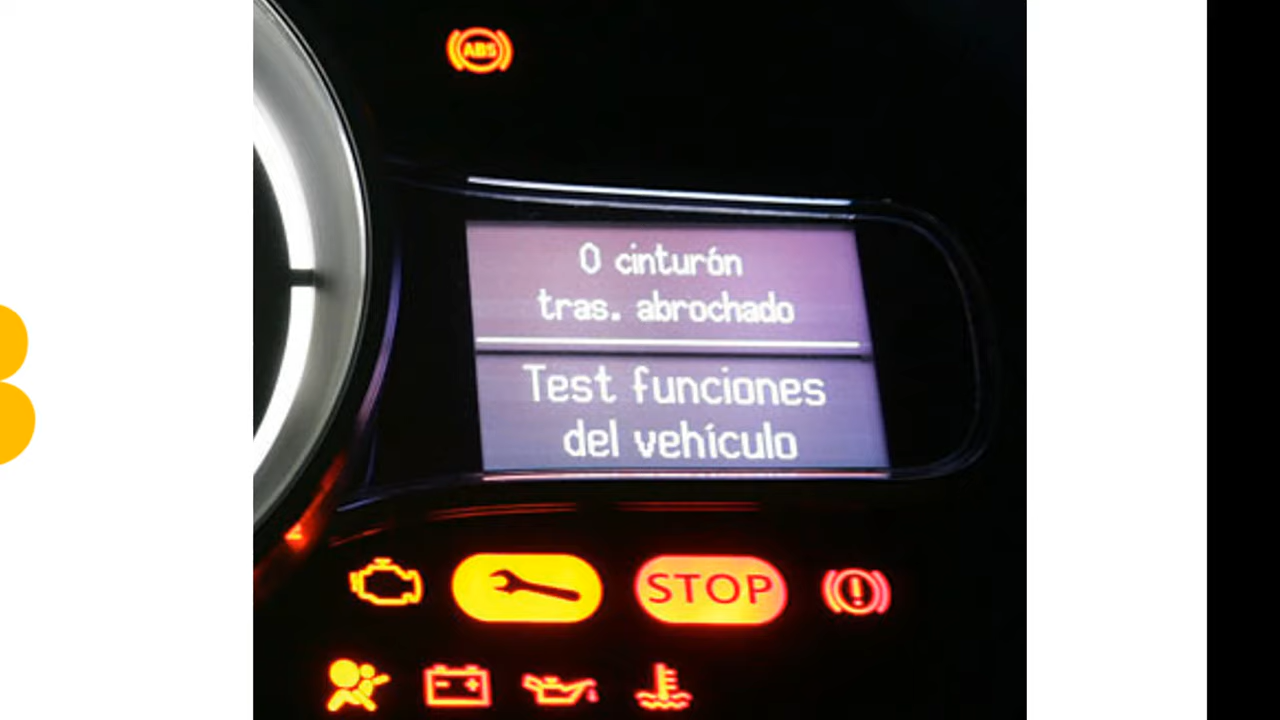 ABS
0 cinturón
tras. abrochado
Test funciones
del vehículo
STOP